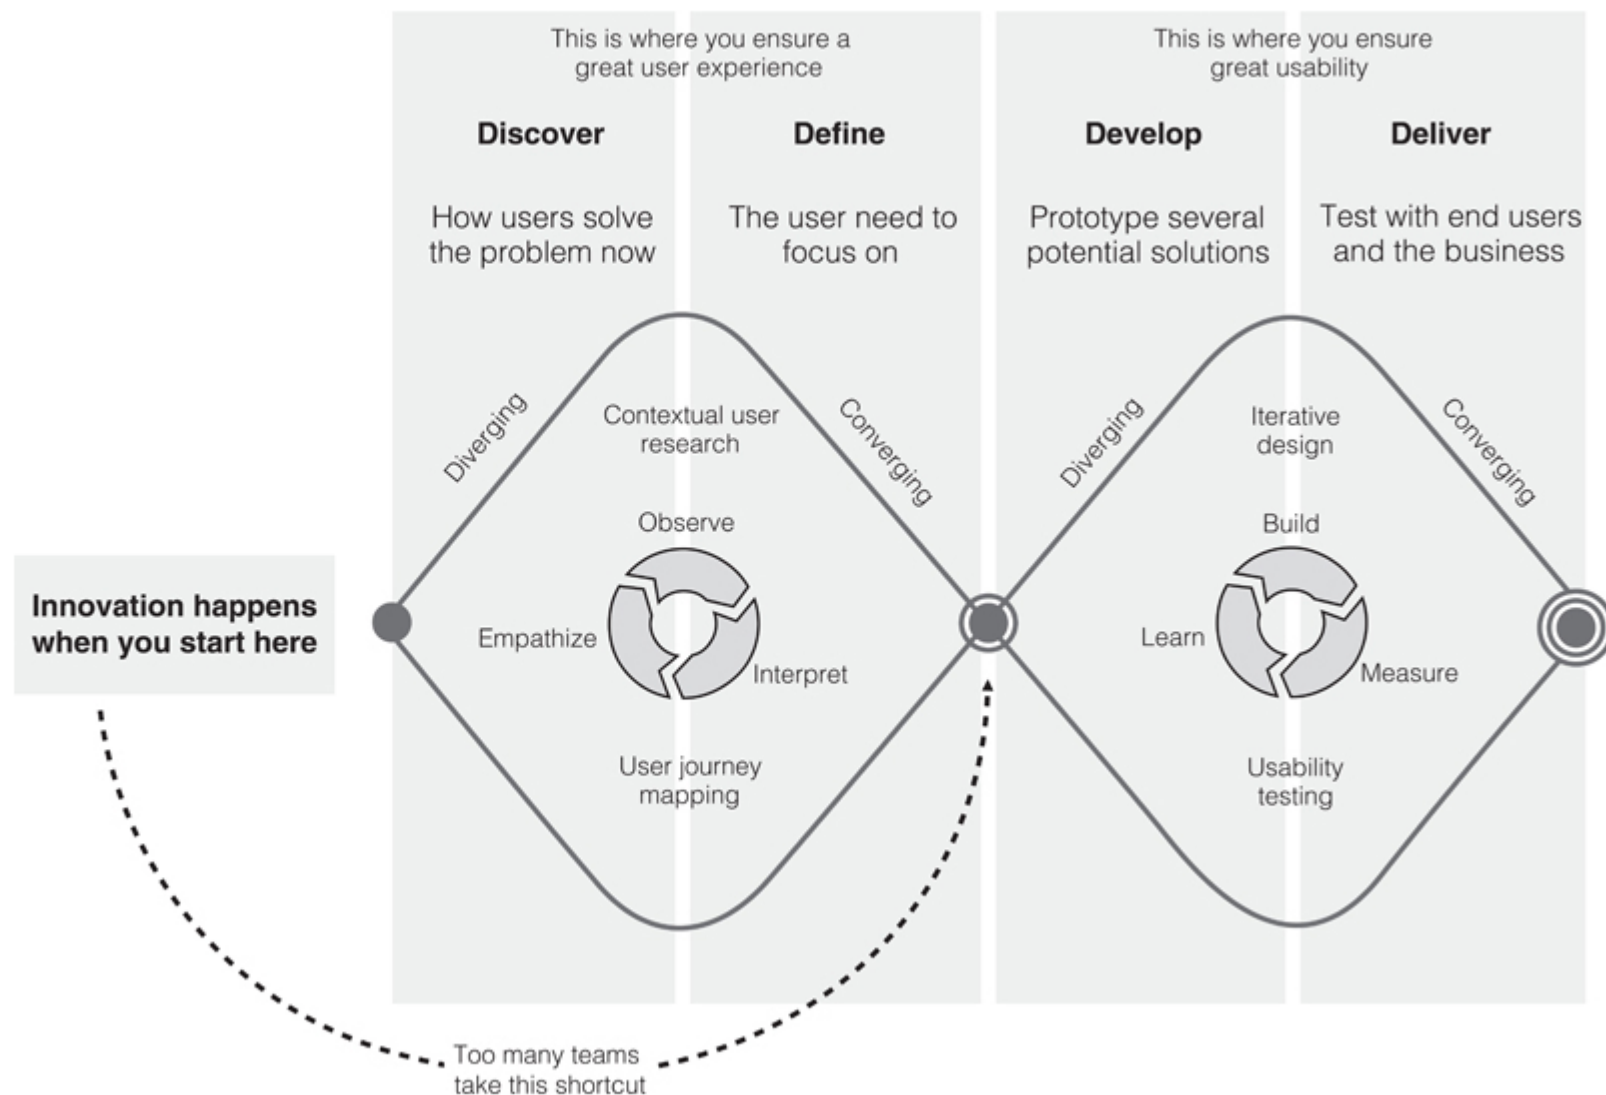 This is where you ensure a
great user experience
This is where you ensure
great usability
Discover
Define
Develop
Deliver
How users solve
the problem now
The user need to
focus on
Prototype several
potential solutions
Test with end users
and the business
Diverging
Contextual user
research
Converging
Observe
Empathize
Interpret
User journey
mapping
Diverging
Iterative
design
Converging
Build
Learn
Measure
Usability
testing
Innovation happens
when you start here
Too many teams
take this shortcut